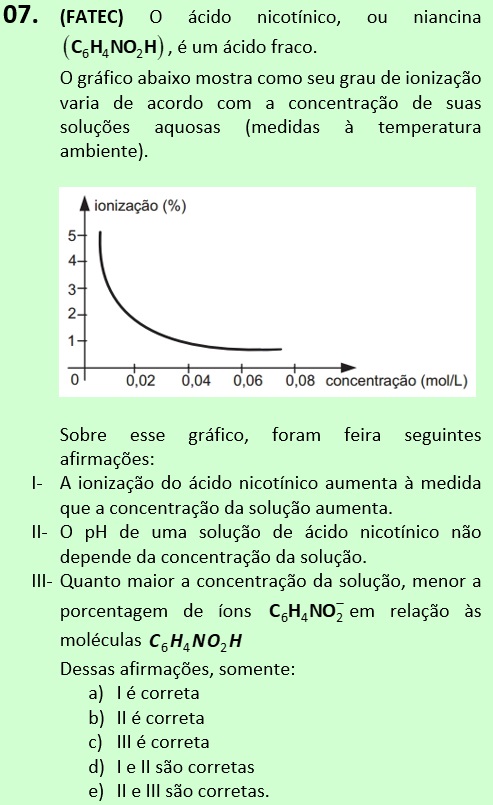 07. (FATEC) O ácido nicotínico, ou niancina
(C₆H₄NO₂H), é um ácido fraco.
O gráfico abaixo mostra como seu grau de ionização
varia de acordo com a concentração de suas
soluções aquosas (medidas à temperatura
ambiente).
ionização (%)
5
4
3
2
1
0 0,02 0,04 0,06 0,08 concentração (mol/L)
Sobre esse gráfico, foram feira seguintes
afirmações:
I- A ionização do ácido nicotínico aumenta à medida
que a concentração da solução aumenta.
II- O pH de uma solução de ácido nicotínico não
depende da concentração da solução.
III- Quanto maior a concentração da solução, menor a
porcentagem de íons C₆H₄NO₂⁻ em relação às
moléculas C₆H₄NO₂H
Dessas afirmações, somente:
a) I é correta
b) II é correta
c) III é correta
d) I e II são corretas
e) II e III são corretas.